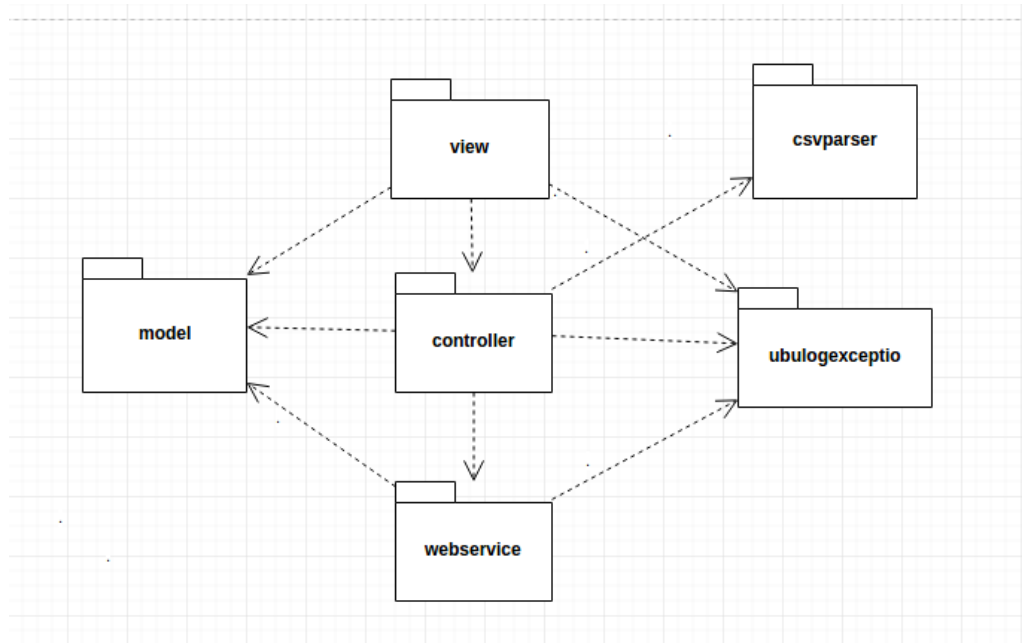 view
csvparser
model
controller
ubulogexceptio
webservice